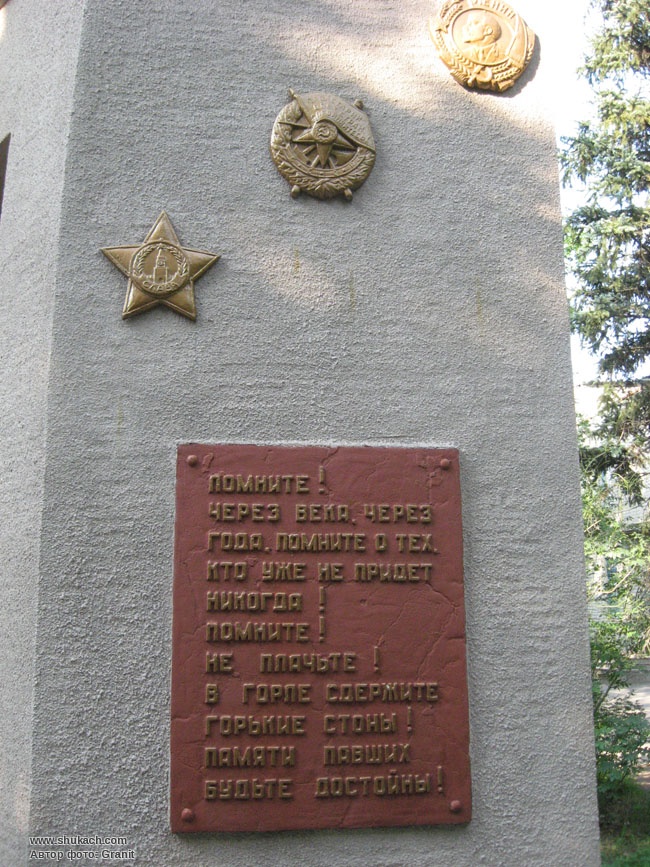 ЛЕНИН
ПОМНИТЕ!
ЧЕРЕЗ ВЕКА, ЧЕРЕЗ
ГОДА, ПОМНИТЕ О ТЕХ,
КТО УЖЕ НЕ ПРИДЕТ
НИКОГДА!
ПОМНИТЕ!
НЕ ПЛАЧЬТЕ!
В ГОРЛЕ СДЕРЖИТЕ
ГОРЬКИЕ СТОНЫ!
ПАМЯТИ ПАВШИХ
БУДЬТЕ ДОСТОЙНЫ!
www.shukach.com
Автор фото- Granit